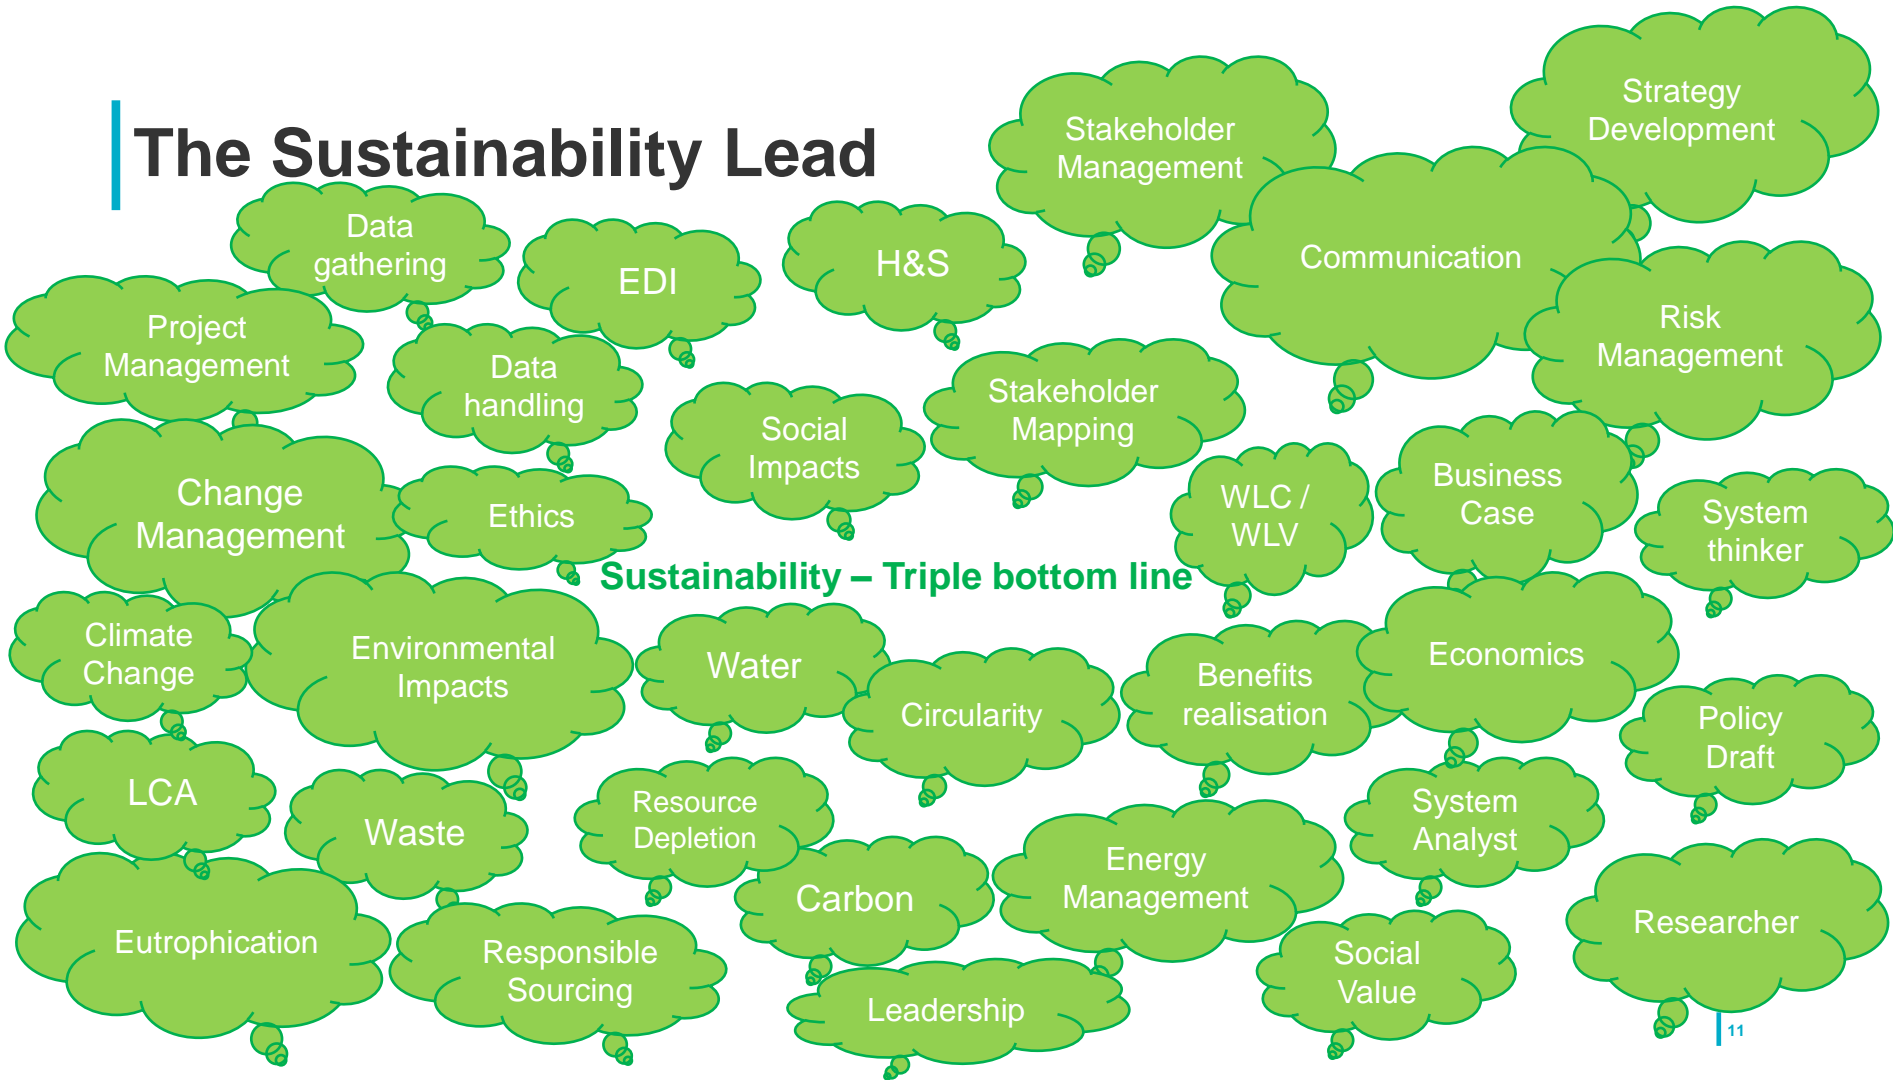 The Sustainability Lead
Strategy
Development
Stakeholder
Management
Communication
Data
gathering
EDI
H&S
Project
Management
Risk
Management
Data
handling
Stakeholder
Mapping
Social
Impacts
Change
Management
Ethics
WLC /
WLV
Business
Case
System
thinker
Sustainability – Triple bottom line
Climate
Change
Environmental
Impacts
Water
Circularity
Benefits
realisation
Economics
Policy
Draft
LCA
Waste
Resource
Depletion
Carbon
Energy
Management
System
Analyst
Eutrophication
Responsible
Sourcing
Leadership
Social
Value
Researcher
11